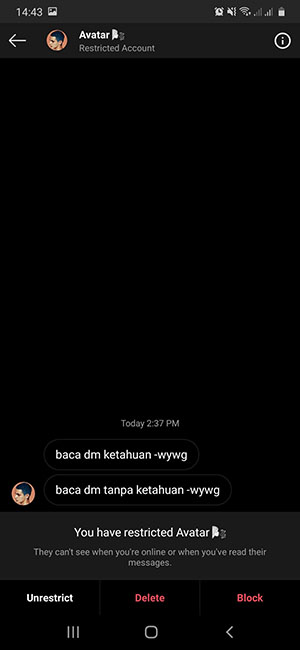 14:43
Avatar🌬
Restricted Account
Today 2:37 PM
baca dm ketahuan -wywg
baca dm tanpa ketahuan -wywg
You have restricted Avatar🌬
They can't see when you're online or when you've read their
messages.
Unrestrict Delete Block